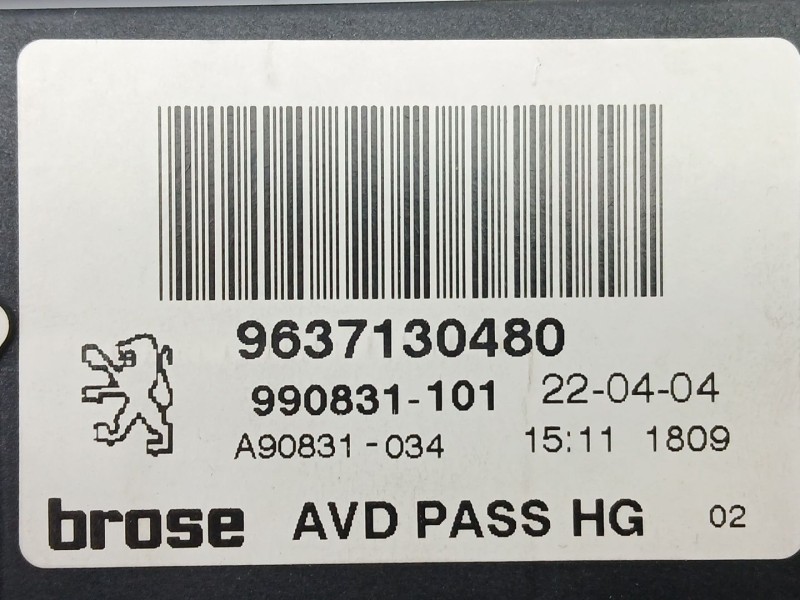 9637130480
990831-101 22-04-04
A90831-034 15:11 1809
brose AVD PASS HG 02